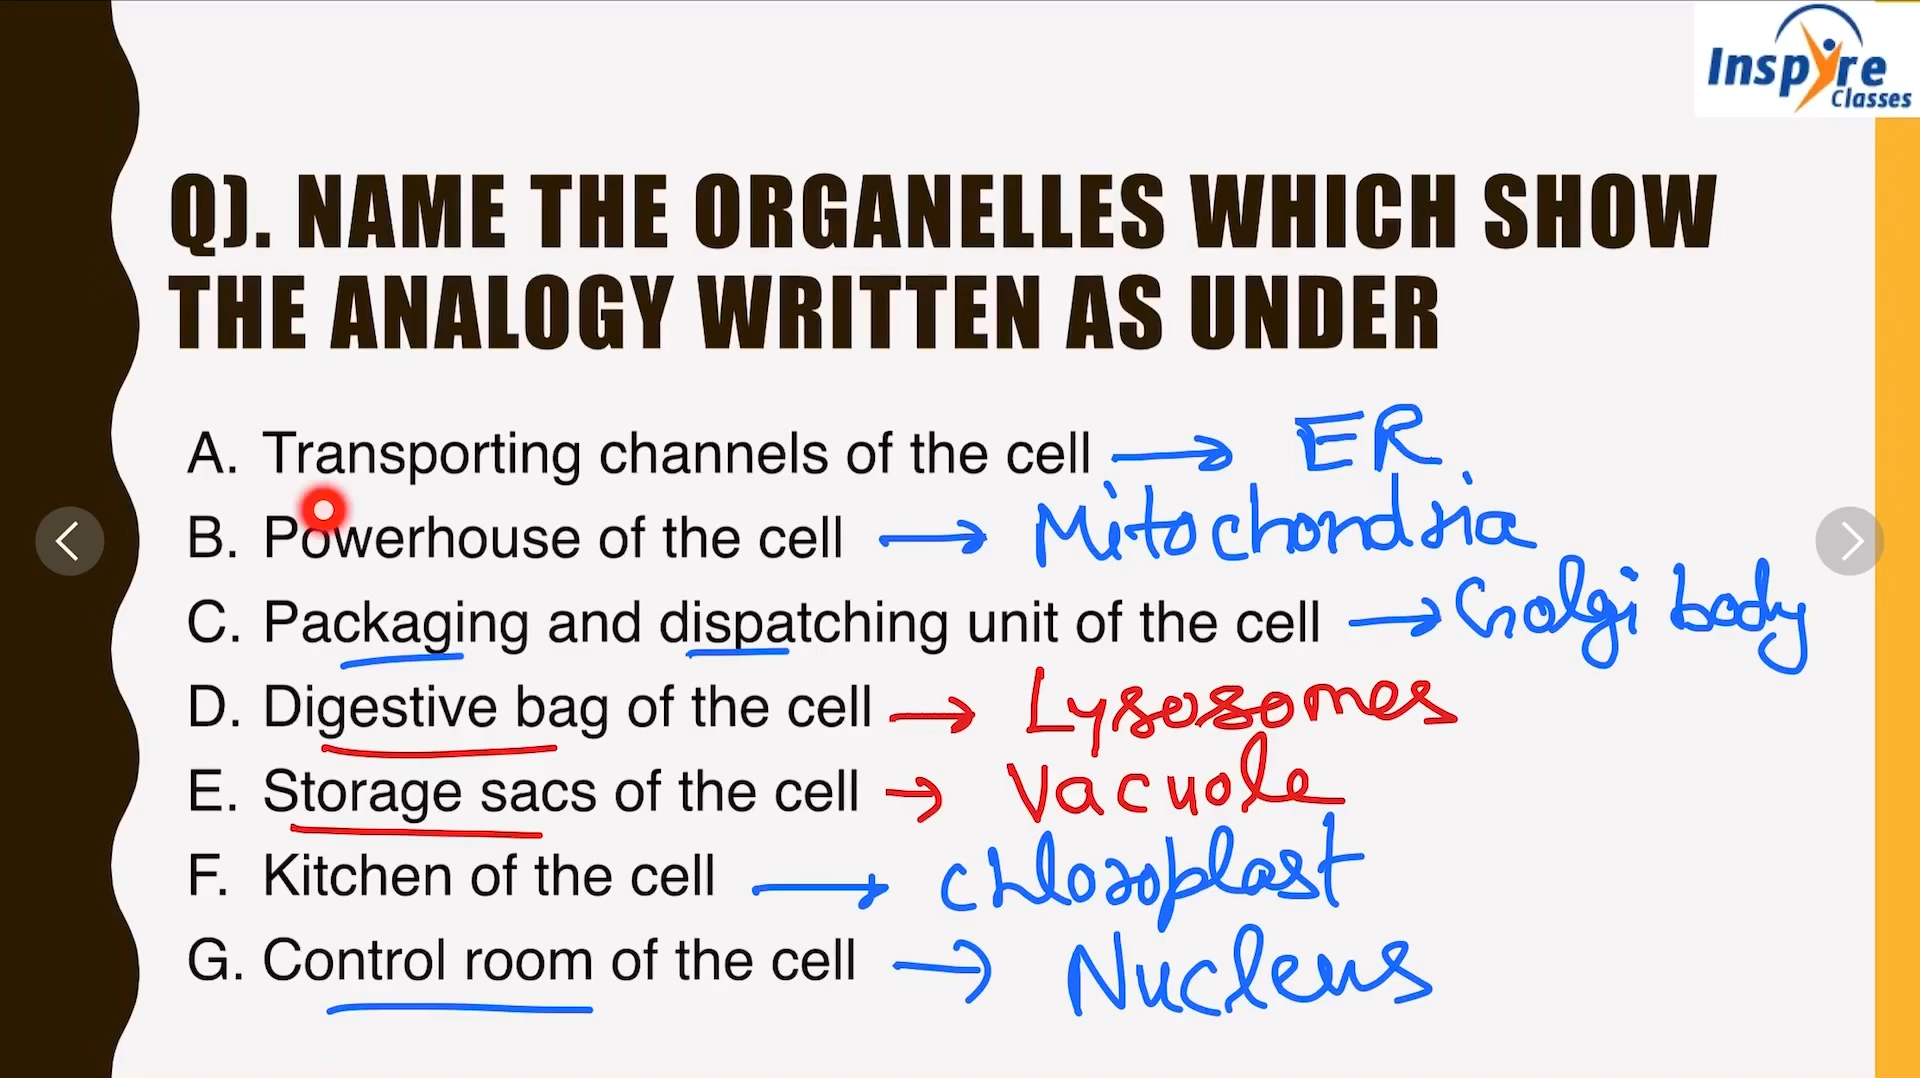 Inspyre
Classes
Q). NAME THE ORGANELLES WHICH SHOW
THE ANALOGY WRITTEN AS UNDER
A. Transporting channels of the cell → ER
B. Powerhouse of the cell → Mitochondria
C. Packaging and dispatching unit of the cell → Golgi body
D. Digestive bag of the cell → Lysosomes
E. Storage sacs of the cell → Vacuole
F. Kitchen of the cell → chloroplast
G. Control room of the cell → Nucleus